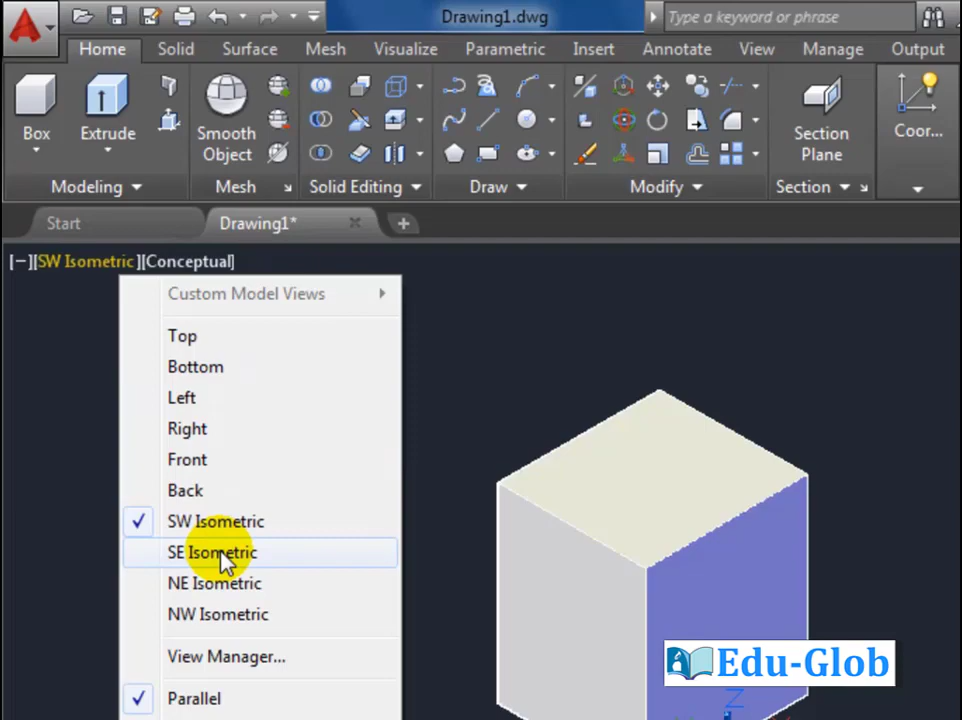 Drawing1.dwg
Type a keyword or phrase
Home Solid Surface Mesh Visualize Parametric Insert Annotate View Manage Output
Box
Extrude
Smooth
Object
Section
Plane
Coor...
Modeling Mesh Solid Editing Draw Modify Section
Start Drawing1* +
[−][SW Isometric][Conceptual]
Custom Model Views
Top
Bottom
Left
Right
Front
Back
SW Isometric
SE Isometric
NE Isometric
NW Isometric
View Manager...
Parallel
Edu-Glob
Z